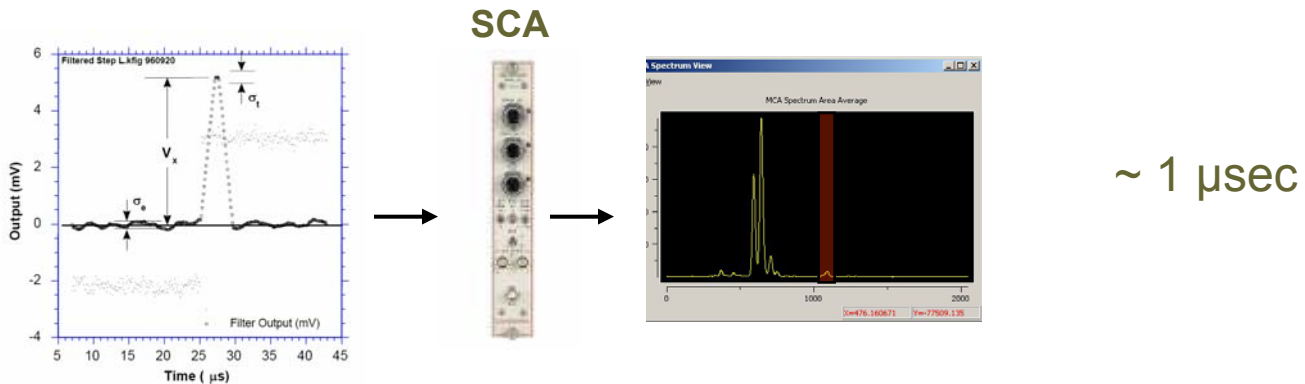 SCA
Filtered Step L.kfig 960920
σt
Vx
σe
Filter Output (mV)
Output (mV)
6
4
2
0
-2
-4
5 10 15 20 25 30 35 40 45
Time ( μs)
A Spectrum View
View
MCA Spectrum Area Average
0 1000 2000
X=476.160671 Y=-77509.135
~ 1 μsec